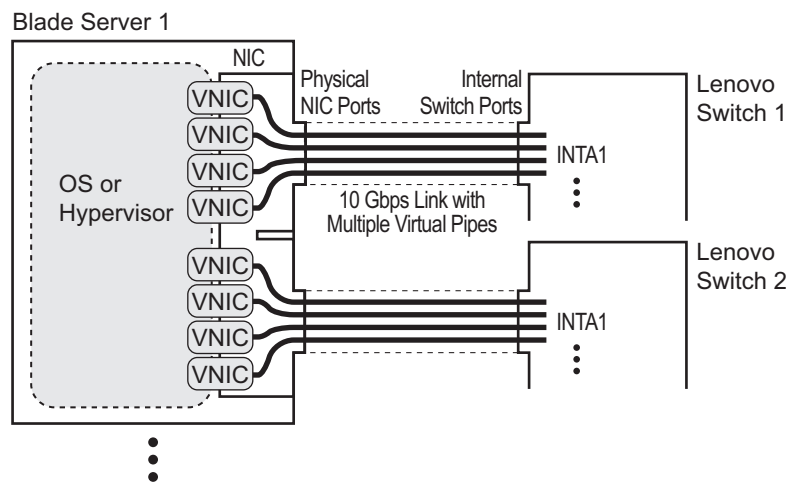 Blade Server 1
NIC
Physical
NIC Ports
Internal
Switch Ports
Lenovo
Switch 1
VNIC
VNIC
VNIC
VNIC
INTA1
OS or
Hypervisor
10 Gbps Link with
Multiple Virtual Pipes
Lenovo
Switch 2
VNIC
VNIC
VNIC
VNIC
INTA1